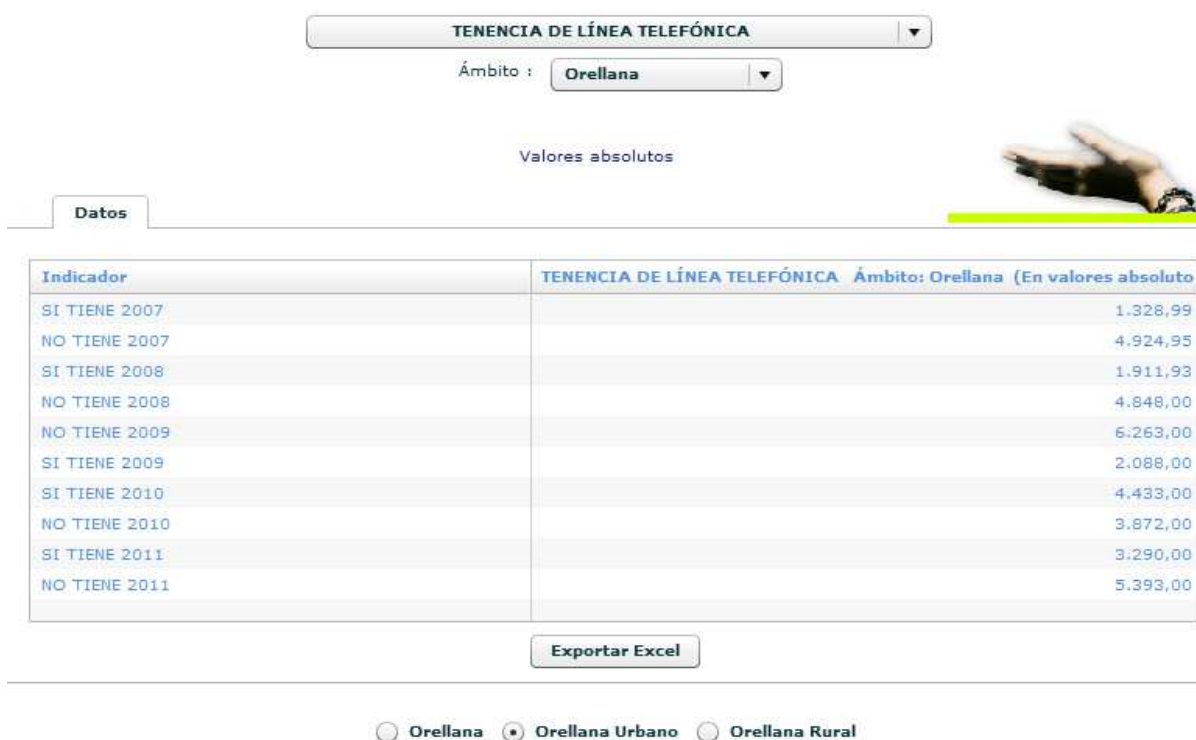 TENENCIA DE LÍNEA TELEFÓNICA
Ámbito : Orellana
Valores absolutos
Datos
Indicador TENENCIA DE LÍNEA TELEFÓNICA Ámbito: Orellana (En valores absoluto
SI TIENE 2007 1.328,99
NO TIENE 2007 4.924,95
SI TIENE 2008 1.911,93
NO TIENE 2008 4.848,00
NO TIENE 2009 6.263,00
SI TIENE 2009 2.088,00
SI TIENE 2010 4.433,00
NO TIENE 2010 3.872,00
SI TIENE 2011 3.290,00
NO TIENE 2011 5.393,00
Exportar Excel
Orellana Orellana Urbano Orellana Rural